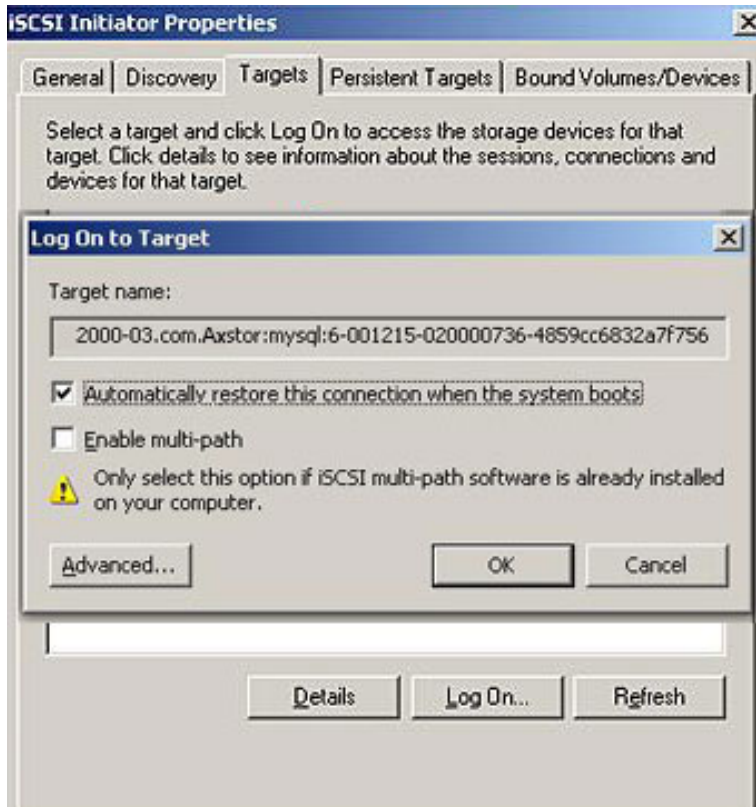 iSCSI Initiator Properties
General Discovery Targets Persistent Targets Bound Volumes/Devices
Select a target and click Log On to access the storage devices for that
target. Click details to see information about the sessions, connections and
devices for that target.
Log On to Target
Target name:
2000-03.com.Axstor:mysql:6-001215-020000736-4859cc6832a7f756
Automatically restore this connection when the system boots
Enable multi-path
Only select this option if iSCSI multi-path software is already installed
on your computer.
Advanced... OK Cancel
Details Log On... Refresh